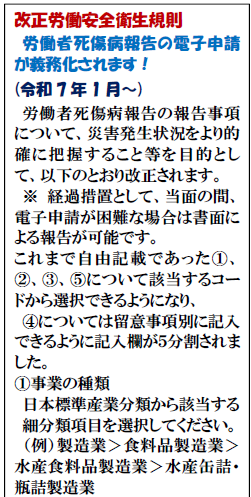 改正労働安全衛生規則
労働者死傷病報告の電子申請
が義務化されます！
(令和７年１月～)
労働者死傷病報告の報告事項
について、災害発生状況をより的
確に把握すること等を目的とし
て、以下のとおり改正されます。
※ 経過措置として、当面の間、
電子申請が困難な場合は書面に
よる報告が可能です。
これまで自由記載であった①、
②、③、⑤について該当するコー
ドから選択できるようになり、
④については留意事項別に記入
できるように記入欄が5分割されま
した。
①事業の種類
日本標準産業分類から該当する
細分類項目を選択してください。
（例）製造業＞食料品製造業＞
水産食料品製造業＞水産缶詰・
瓶詰製造業